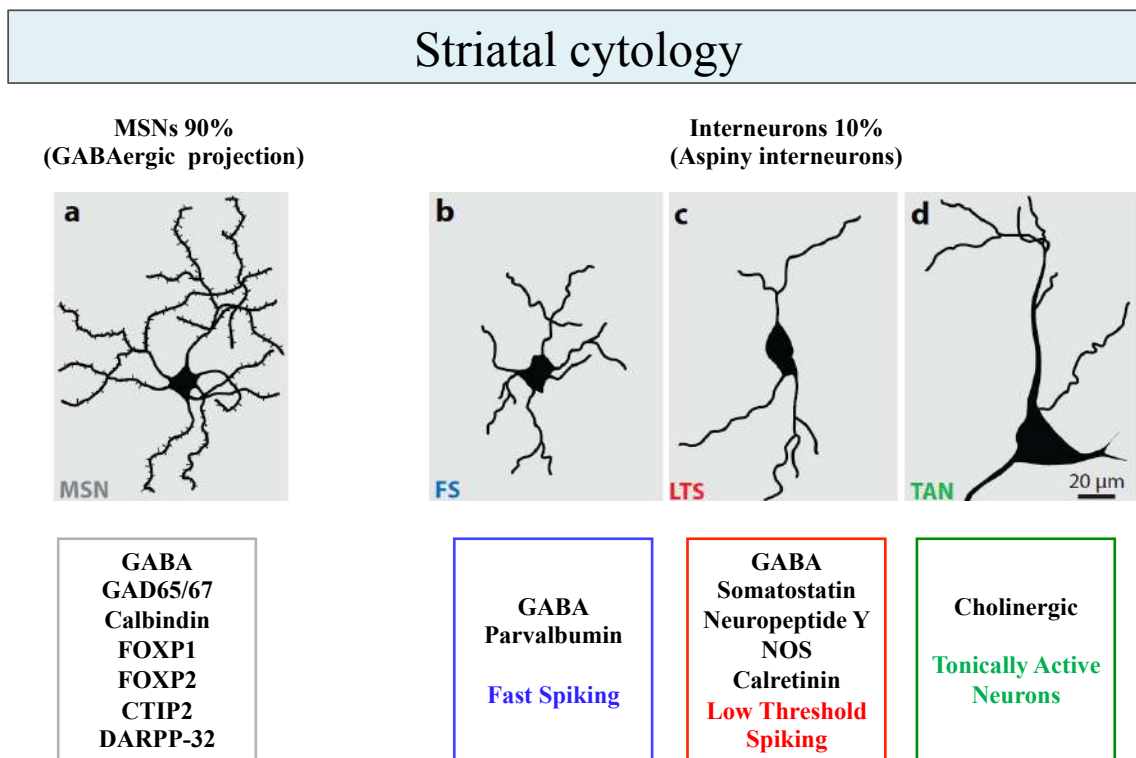 Striatal cytology
MSNs 90%
(GABAergic projection)
Interneurons 10%
(Aspiny interneurons)
a
MSN
b
FS
c
LTS
d
TAN
20 µm
GABA
GAD65/67
Calbindin
FOXP1
FOXP2
CTIP2
DARPP-32
GABA
Parvalbumin
Fast Spiking
GABA
Somatostatin
Neuropeptide Y
NOS
Calretinin
Low Threshold
Spiking
Cholinergic
Tonically Active
Neurons